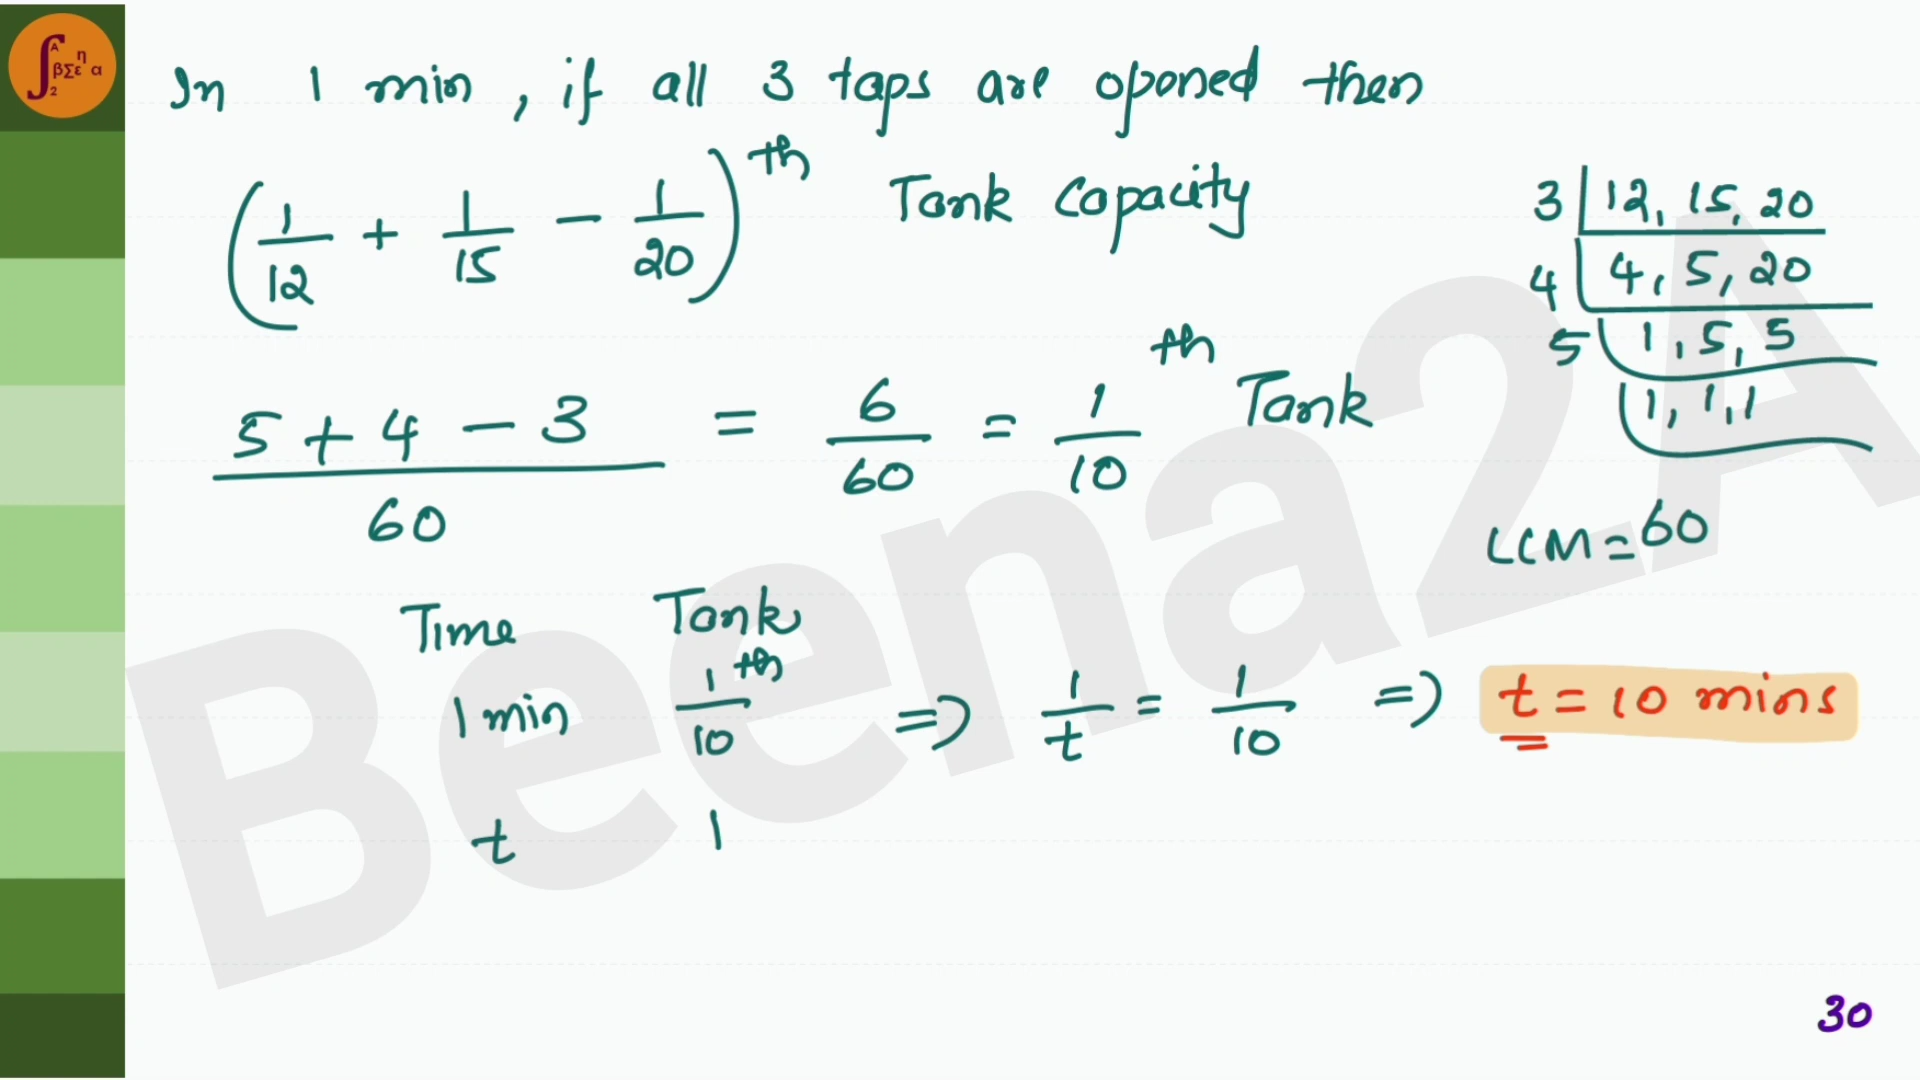 In 1 min, if all 3 taps are opened then
(1/12 + 1/15 − 1/20)th Tank capacity
3 | 12, 15, 20
4 | 4, 5, 20
5 | 1, 5, 5
| 1, 1, 1
LCM = 60
(5 + 4 − 3)/60 = 6/60 = 1/10 th Tank
Time Tank
1 min 1/10 th ⇒ 1/t = 1/10 ⇒ t = 10 mins
t 1
Beena2A
30